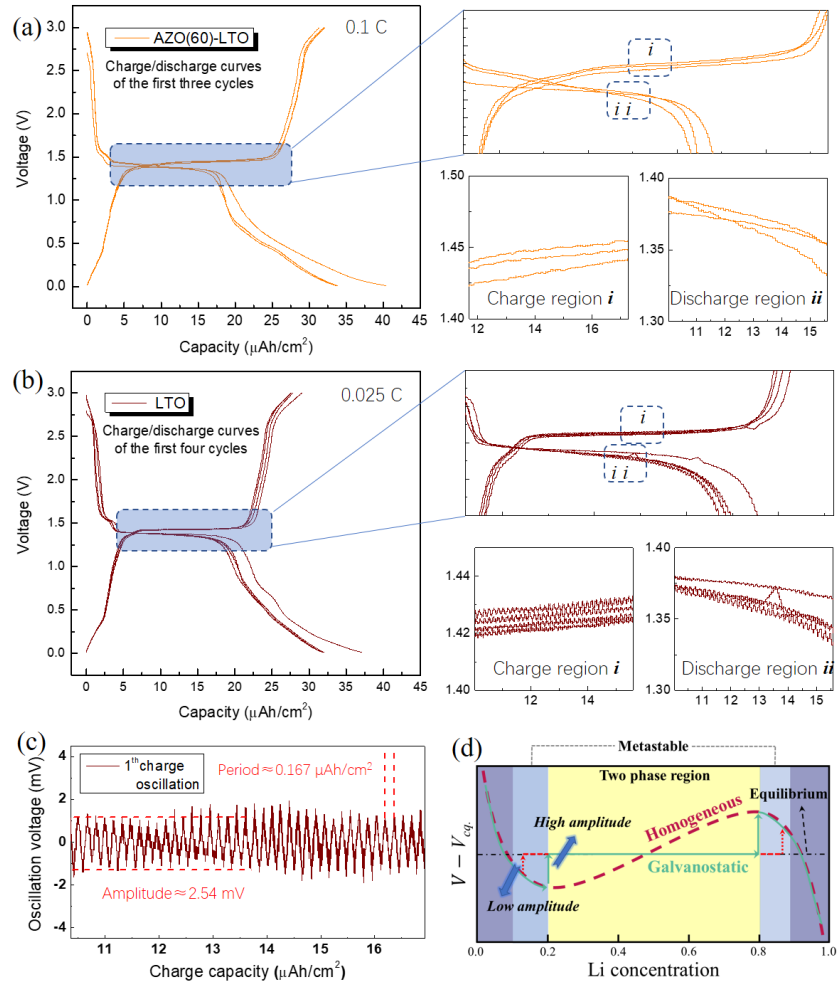 (a)
AZO(60)-LTO
0.1 C
Charge/discharge curves
of the first three cycles
Voltage (V)
3.0
2.5
2.0
1.5
1.0
0.5
0.0
0 5 10 15 20 25 30 35 40 45
Capacity (μAh/cm²)
i
ii
1.50
1.45
1.40
12 13 14 15 16 17
Charge region i
1.40
1.35
1.30
11 12 13 14 15
Discharge region ii
(b)
LTO
0.025 C
Charge/discharge curves
of the first four cycles
Voltage (V)
3.0
2.5
2.0
1.5
1.0
0.5
0.0
0 5 10 15 20 25 30 35 40 45
Capacity (μAh/cm²)
i
ii
1.44
1.42
1.40
12 14
Charge region i
1.40
1.35
1.30
11 12 13 14 15
Discharge region ii
(c)
1th charge
oscillation
Period≈0.167 μAh/cm²
Amplitude≈2.54 mV
Oscillation voltage (mV)
4
2
0
-2
-4
11 12 13 14 15 16
Charge capacity (μAh/cm²)
(d)
Metastable
Two phase region
Equilibrium
High amplitude
Homogeneous
Galvanostatic
Low amplitude
V − Veq.
0.0 0.2 0.4 0.6 0.8 1.0
Li concentration